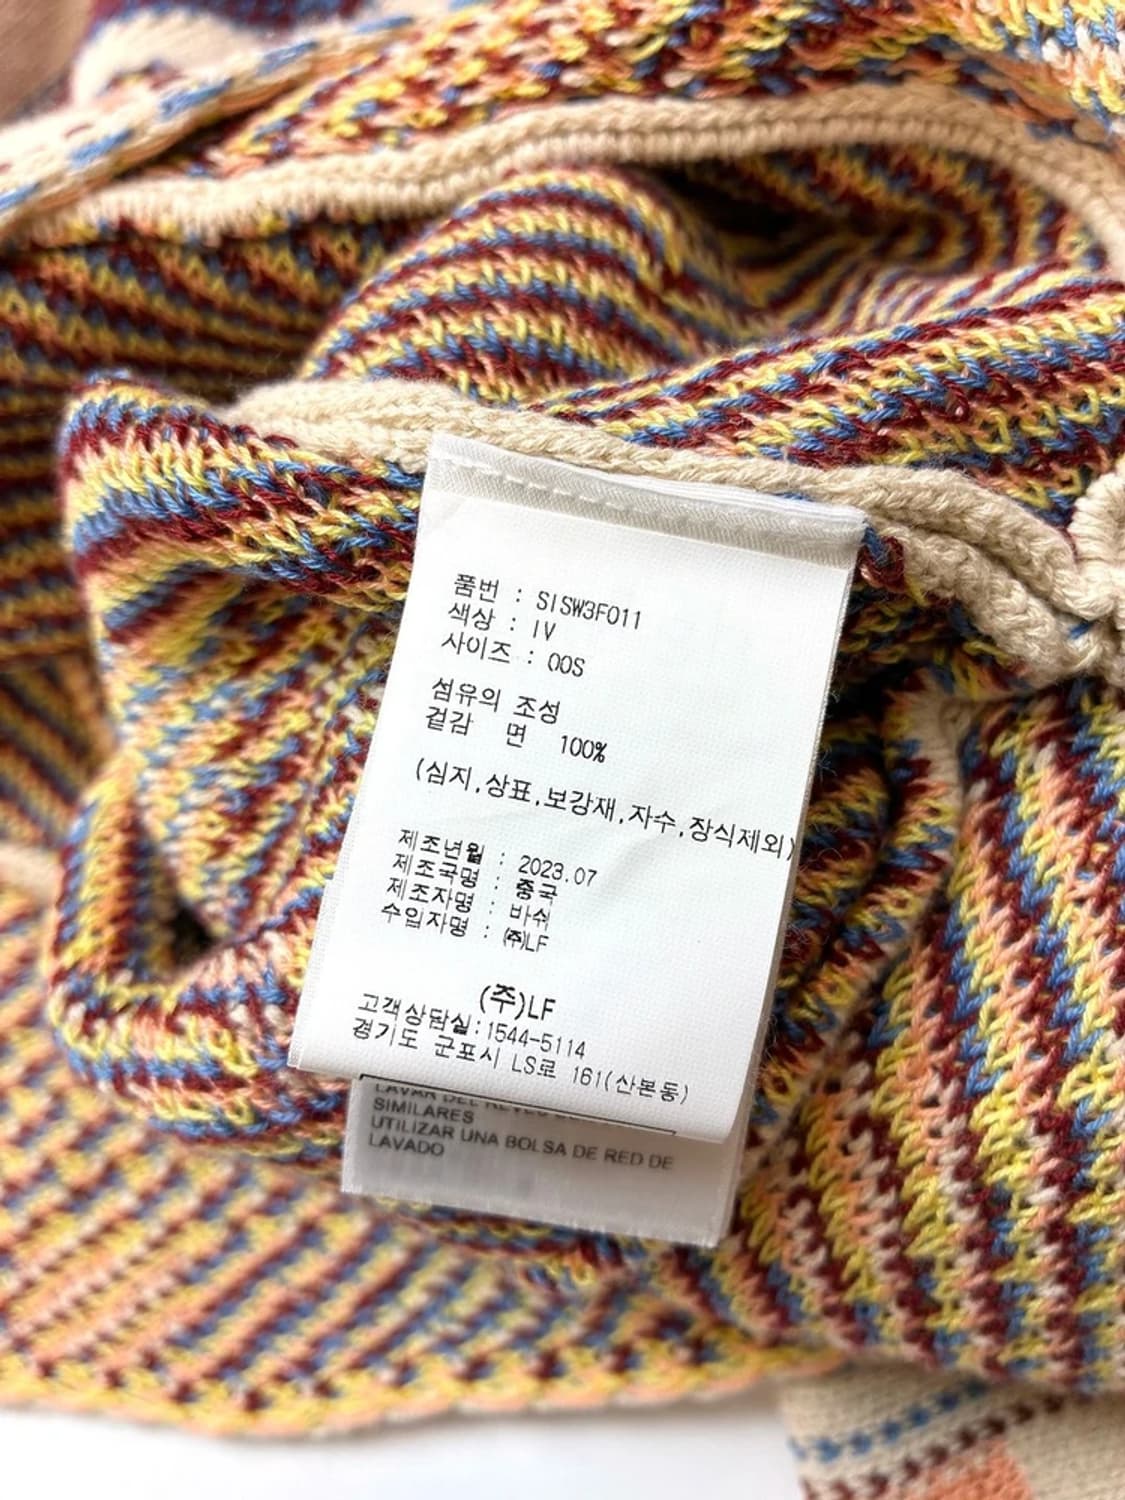 품번 : SISW3F011
색상 : IV
사이즈 : 00S
섬유의 조성
겉감 면 100%
(심지,상표,보강재,자수,장식제외)
제조년월 : 2023.07
제조국명 : 중국
제조자명 : 바쉬
수입자명 : ㈜LF
(주)LF
고객상담실:1544-5114
경기도 군포시 LS로 161(산본동)
LAVAR DEL REVES
SIMILARES
UTILIZAR UNA BOLSA DE RED DE
LAVADO